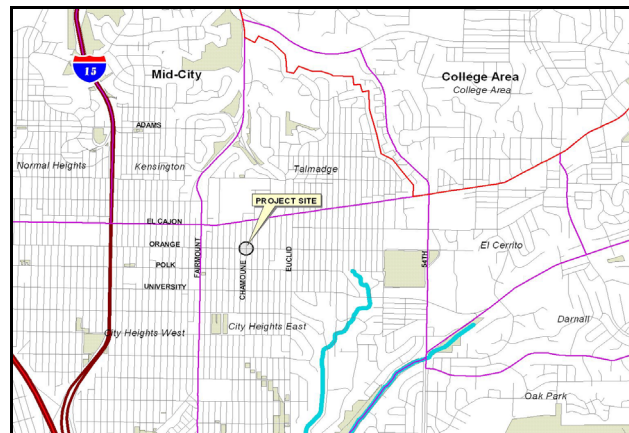 15
Mid-City
College Area
College Area
ADAMS
Normal Heights
Kensington
Talmadge
PROJECT SITE
EL CAJON
ORANGE
POLK
UNIVERSITY
FAIRMOUNT
CHAMOUNE
EUCLID
54TH
El Cerrito
City Heights West
City Heights East
Darnall
Oak Park